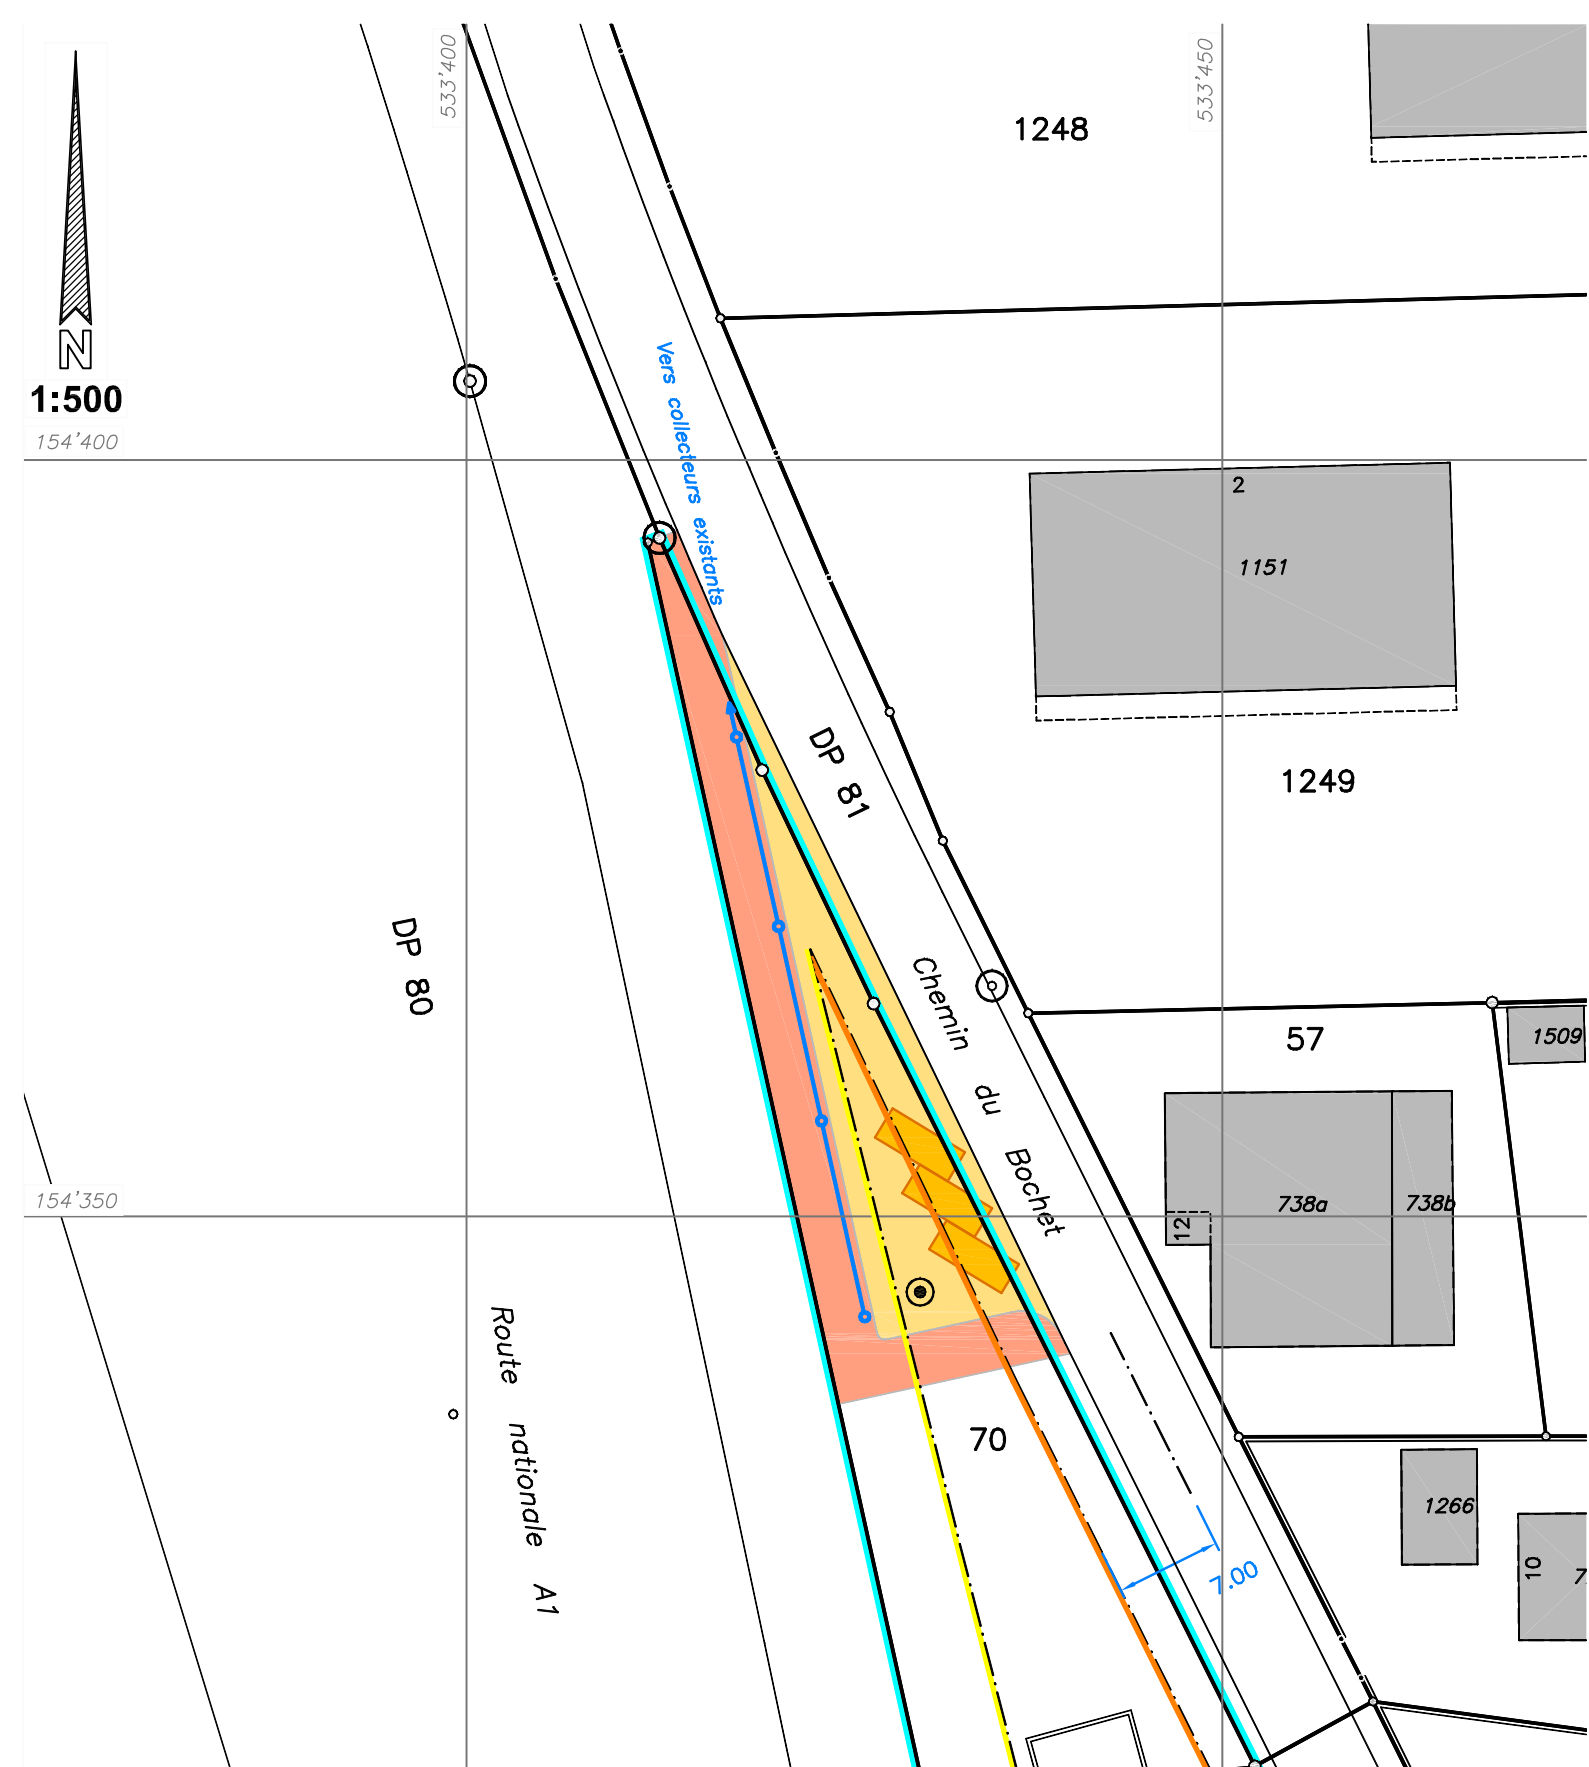 533'400
533'450
1248
N
1:500
154'400
Vers collecteurs existants
2
1151
DP 81
1249
DP 80
Chemin du Bochet
57
1509
154'350
738a
738b
12
Route nationale A1
70
1266
7.00
10